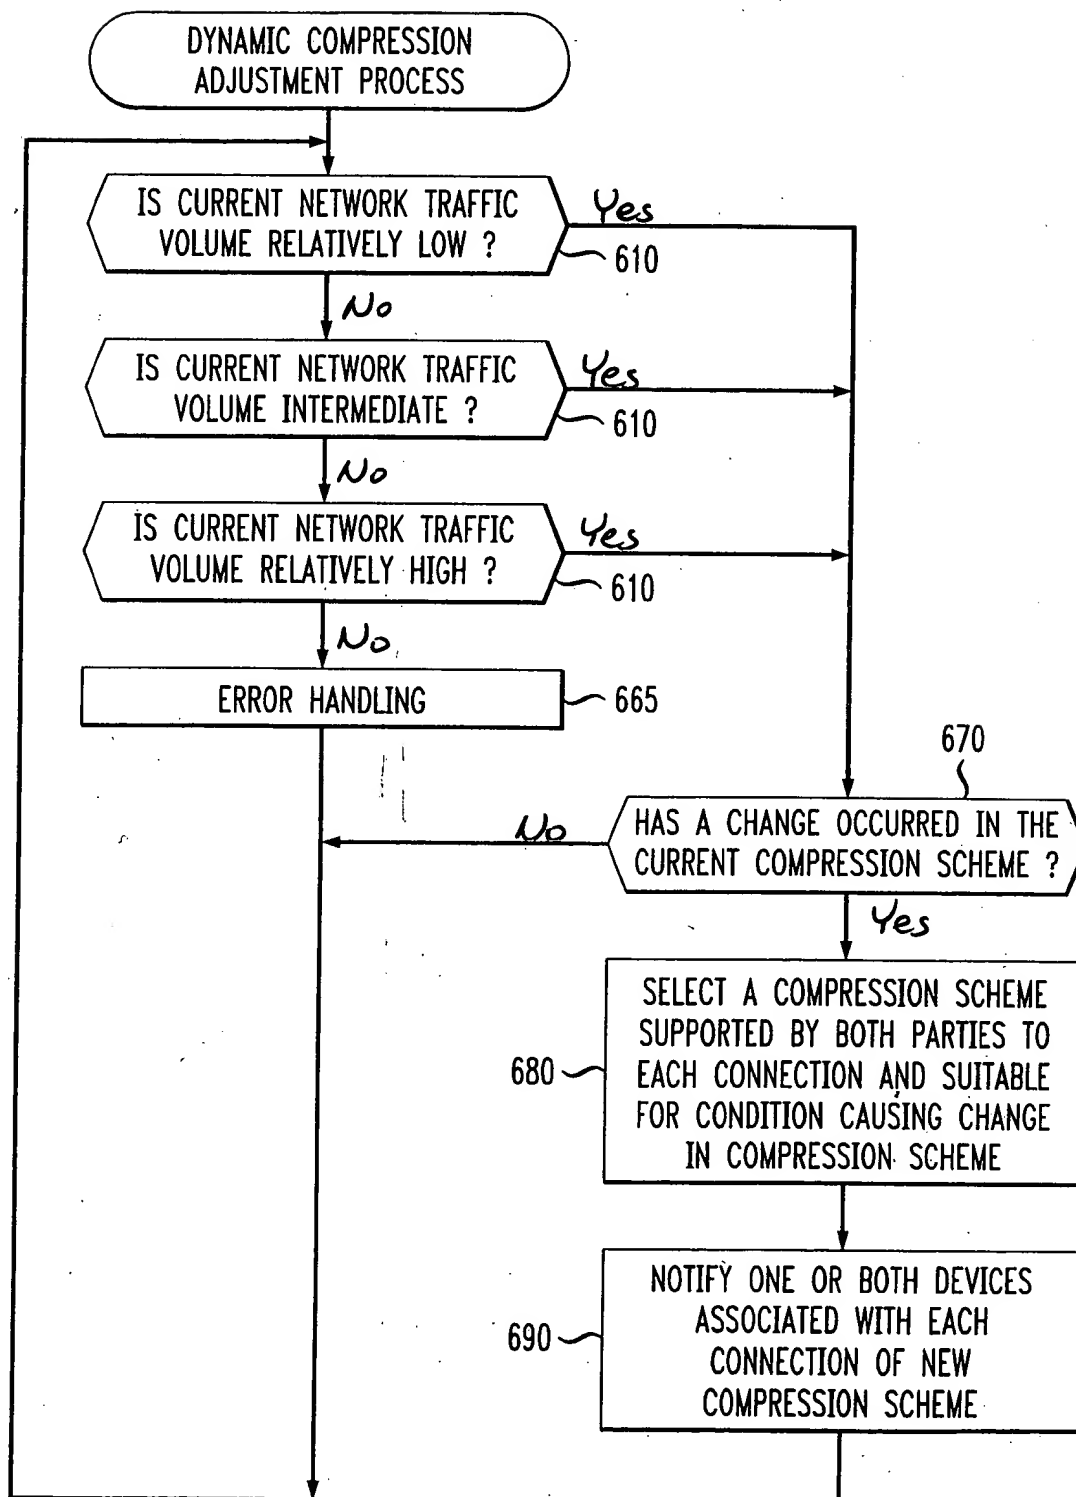 DYNAMIC COMPRESSION
ADJUSTMENT PROCESS
IS CURRENT NETWORK TRAFFIC
VOLUME RELATIVELY LOW ?
Yes
610
No
IS CURRENT NETWORK TRAFFIC
VOLUME INTERMEDIATE ?
Yes
610
No
IS CURRENT NETWORK TRAFFIC
VOLUME RELATIVELY HIGH ?
Yes
610
No
ERROR HANDLING
665
670
HAS A CHANGE OCCURRED IN THE
CURRENT COMPRESSION SCHEME ?
No
Yes
SELECT A COMPRESSION SCHEME
SUPPORTED BY BOTH PARTIES TO
EACH CONNECTION AND SUITABLE
FOR CONDITION CAUSING CHANGE
IN COMPRESSION SCHEME
680
NOTIFY ONE OR BOTH DEVICES
ASSOCIATED WITH EACH
CONNECTION OF NEW
COMPRESSION SCHEME
690